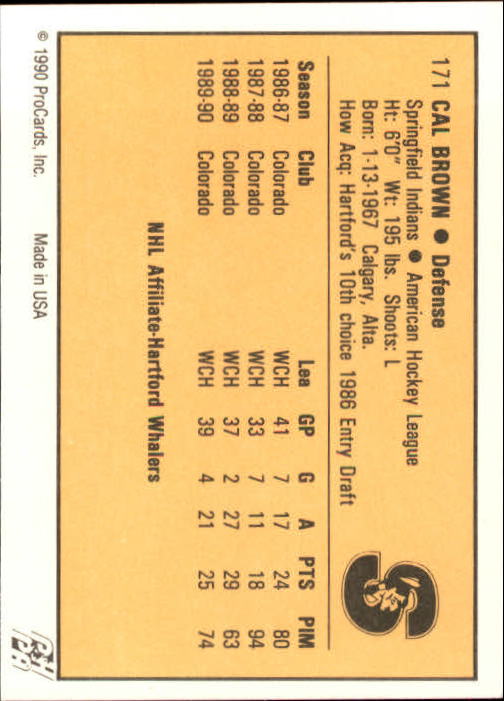 171 CAL BROWN ● Defense
Springfield Indians ● American Hockey League
Ht: 6'0" Wt: 195 lbs. Shoots: L
Born: 1-13-1967 Calgary, Alta.
How Acq: Hartford's 10th choice 1986 Entry Draft
Season Club Lea GP G A PTS PIM
1986-87 Colorado WCH 41 7 17 24 80
1987-88 Colorado WCH 33 7 11 18 94
1988-89 Colorado WCH 37 2 27 29 63
1989-90 Colorado WCH 39 4 21 25 74
NHL Affiliate-Hartford Whalers
© 1990 ProCards, Inc. Made in USA